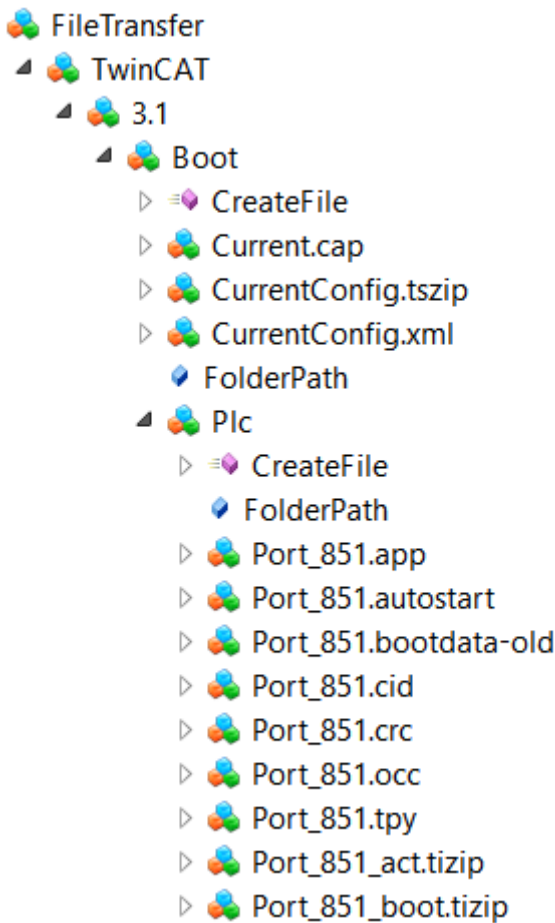 FileTransfer
TwinCAT
3.1
Boot
CreateFile
Current.cap
CurrentConfig.tszip
CurrentConfig.xml
FolderPath
Plc
CreateFile
FolderPath
Port_851.app
Port_851.autostart
Port_851.bootdata-old
Port_851.cid
Port_851.crc
Port_851.occ
Port_851.tpy
Port_851_act.tizip
Port_851_boot.tizip